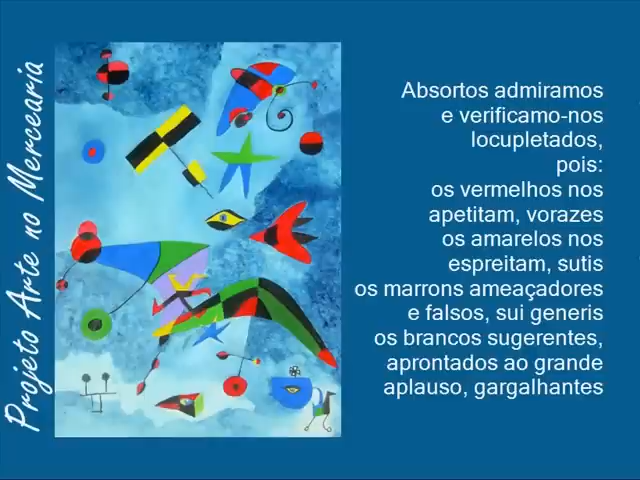 Projeto Arte no Mercearia
Absortos admiramos
e verificamo-nos
locupletados,
pois:
os vermelhos nos
apetitam, vorazes
os amarelos nos
espreitam, sutis
os marrons ameaçadores
e falsos, sui generis
os brancos sugerentes,
aprontados ao grande
aplauso, gargalhantes